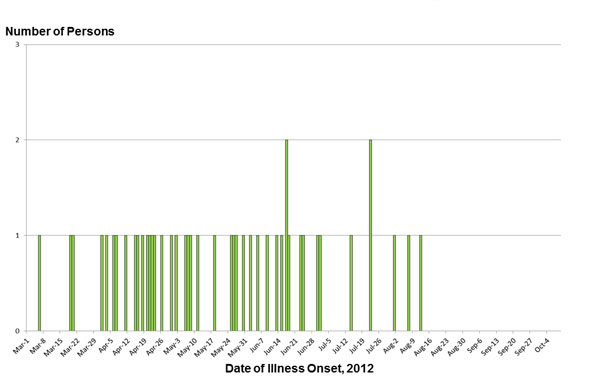 Number of Persons
3
2
1
0
Mar-1 Mar-8 Mar-15 Mar-22 Mar-29 Apr-5 Apr-12 Apr-19 Apr-26 May-3 May-10 May-17 May-24 May-31 Jun-7 Jun-14 Jun-21 Jun-28 Jul-5 Jul-12 Jul-19 Jul-26 Aug-2 Aug-9 Aug-16 Aug-23 Aug-30 Sep-6 Sep-13 Sep-20 Sep-27 Oct-4
Date of Illness Onset, 2012